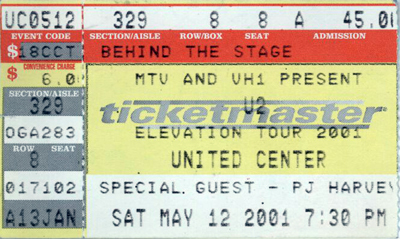 UC0512 329 8 8 A 45.00
EVENT CODE SECTION/AISLE ROW/BOX SEAT ADMISSION
$18CCT BEHIND THE STAGE
CONVENIENCE CHARGE
$ 6.0 MTV AND VH1 PRESENT
SECTION/AISLE
329 U2
ticketmaster
OGA283 ELEVATION TOUR 2001
ROW SEAT
8 UNITED CENTER
017102 SPECIAL GUEST - PJ HARVEY
A13JAN SAT MAY 12 2001 7:30 PM